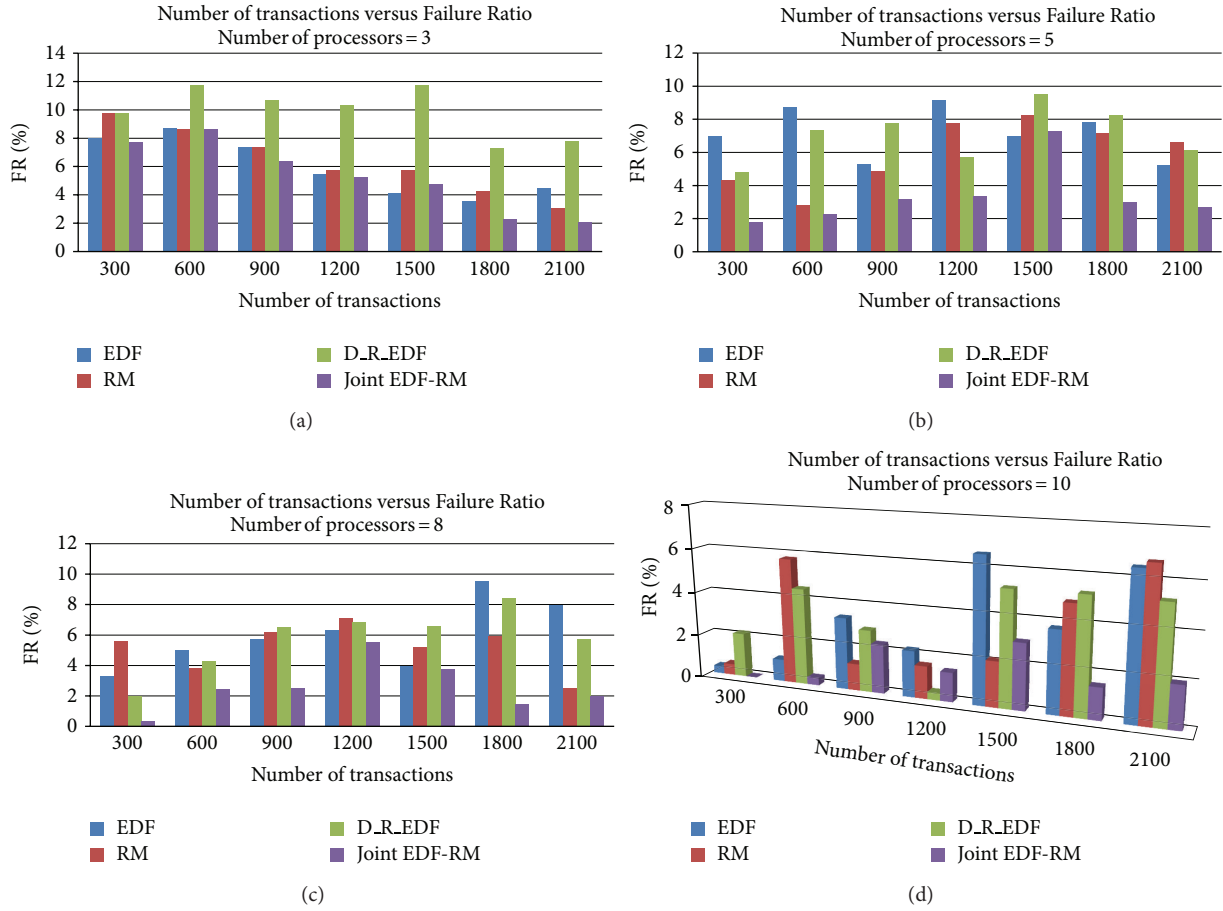 Number of transactions versus Failure Ratio
Number of processors = 3
14
12
10
8
6
4
2
0
FR (%)
300 600 900 1200 1500 1800 2100
Number of transactions
EDF
RM
D_R_EDF
Joint EDF-RM
(a)
Number of transactions versus Failure Ratio
Number of processors = 5
12
10
8
6
4
2
0
FR (%)
300 600 900 1200 1500 1800 2100
Number of transactions
EDF
RM
D_R_EDF
Joint EDF-RM
(b)
Number of transactions versus Failure Ratio
Number of processors = 8
12
10
8
6
4
2
0
FR (%)
300 600 900 1200 1500 1800 2100
Number of transactions
EDF
RM
D_R_EDF
Joint EDF-RM
(c)
Number of transactions versus Failure Ratio
Number of processors = 10
8
6
4
2
0
FR (%)
300 600 900 1200 1500 1800 2100
Number of transactions
EDF
RM
D_R_EDF
Joint EDF-RM
(d)